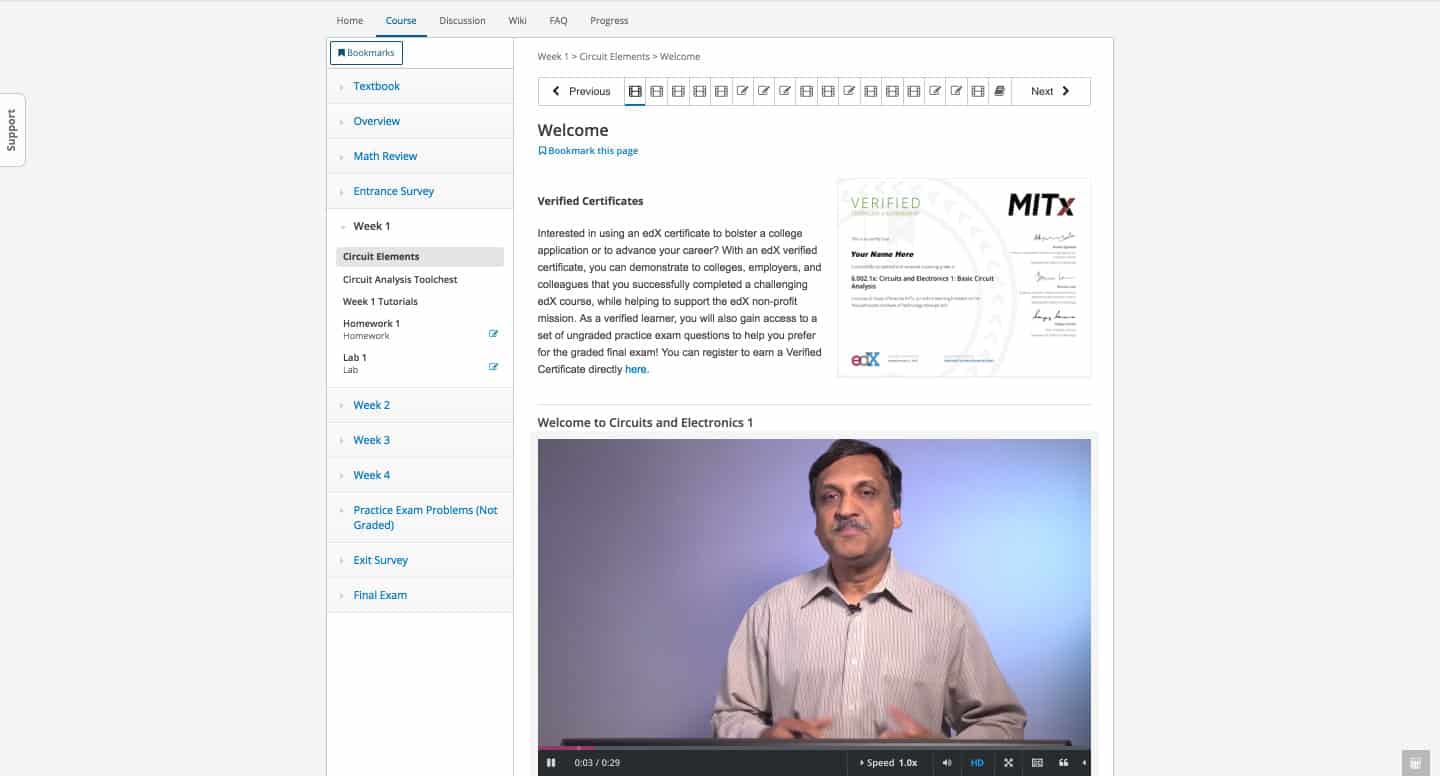 Home Course Discussion Wiki FAQ Progress
Support
Bookmarks
Textbook
Overview
Math Review
Entrance Survey
Week 1
Circuit Elements
Circuit Analysis Toolchest
Week 1 Tutorials
Homework 1
Homework
Lab 1
Lab
Week 2
Week 3
Week 4
Practice Exam Problems (Not
Graded)
Exit Survey
Final Exam
Week 1 > Circuit Elements > Welcome
Previous Next
Welcome
Bookmark this page
Verified Certificates
Interested in using an edX certificate to bolster a college
application or to advance your career? With an edX verified
certificate, you can demonstrate to colleges, employers, and
colleagues that you successfully completed a challenging
edX course, while helping to support the edX non-profit
mission. As a verified learner, you will also gain access to a
set of ungraded practice exam questions to help you prefer
for the graded final exam! You can register to earn a Verified
Certificate directly here.
VERIFIED
MITx
Your Name Here
6.002.1x: Circuits and Electronics 1: Basic Circuit
Analysis
edX
Welcome to Circuits and Electronics 1
0:03 / 0:29 Speed 1.0x HD